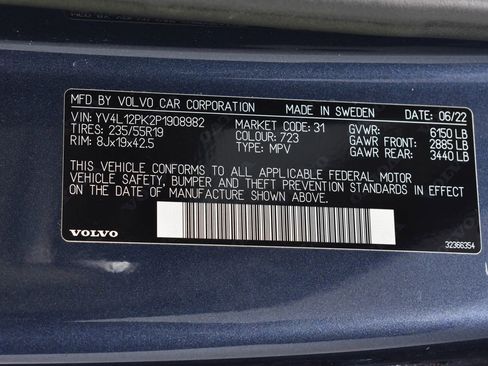 MFD BY VOLVO CAR CORPORATION MADE IN SWEDEN DATE: 06/22
VIN: YV4L12PK2P1908982
TIRES: 235/55R19 MARKET CODE: 31 GVWR: 6150 LB
RIM: 8Jx19x42.5 COLOUR: 723 GAWR FRONT: 2885 LB
TYPE: MPV GAWR REAR: 3440 LB
THIS VEHICLE CONFORMS TO ALL APPLICABLE FEDERAL MOTOR
VEHICLE SAFETY, BUMPER AND THEFT PREVENTION STANDARDS IN EFFECT
ON THE DATE OF MANUFACTURE SHOWN ABOVE.
VOLVO
32366354